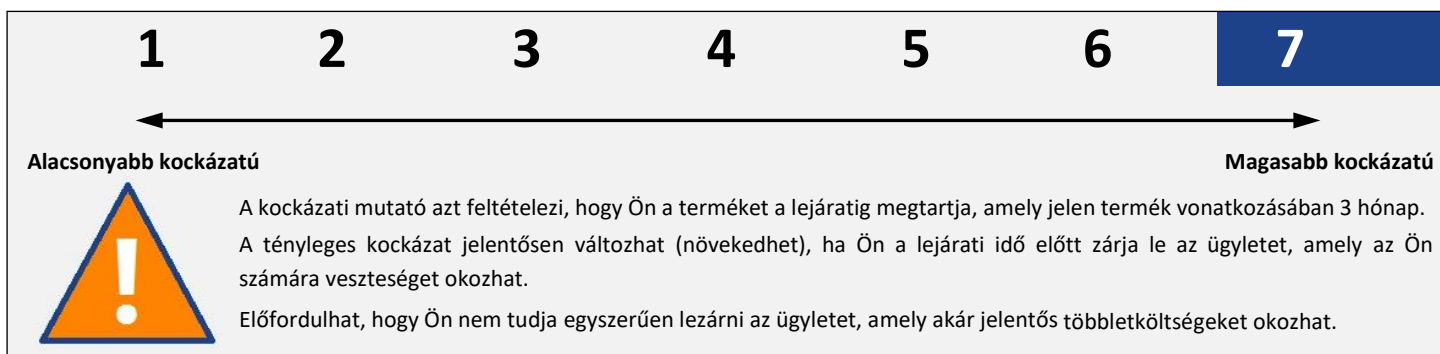 1 2 3 4 5 6 7
Alacsonyabb kockázatú Magasabb kockázatú
A kockázati mutató azt feltételezi, hogy Ön a terméket a lejáratig megtartja, amely jelen termék vonatkozásában 3 hónap.
A tényleges kockázat jelentősen változhat (növekedhet), ha Ön a lejárati idő előtt zárja le az ügyletet, amely az Ön
számára veszteséget okozhat.
Előfordulhat, hogy Ön nem tudja egyszerűen lezárni az ügyletet, amely akár jelentős többletköltségeket okozhat.